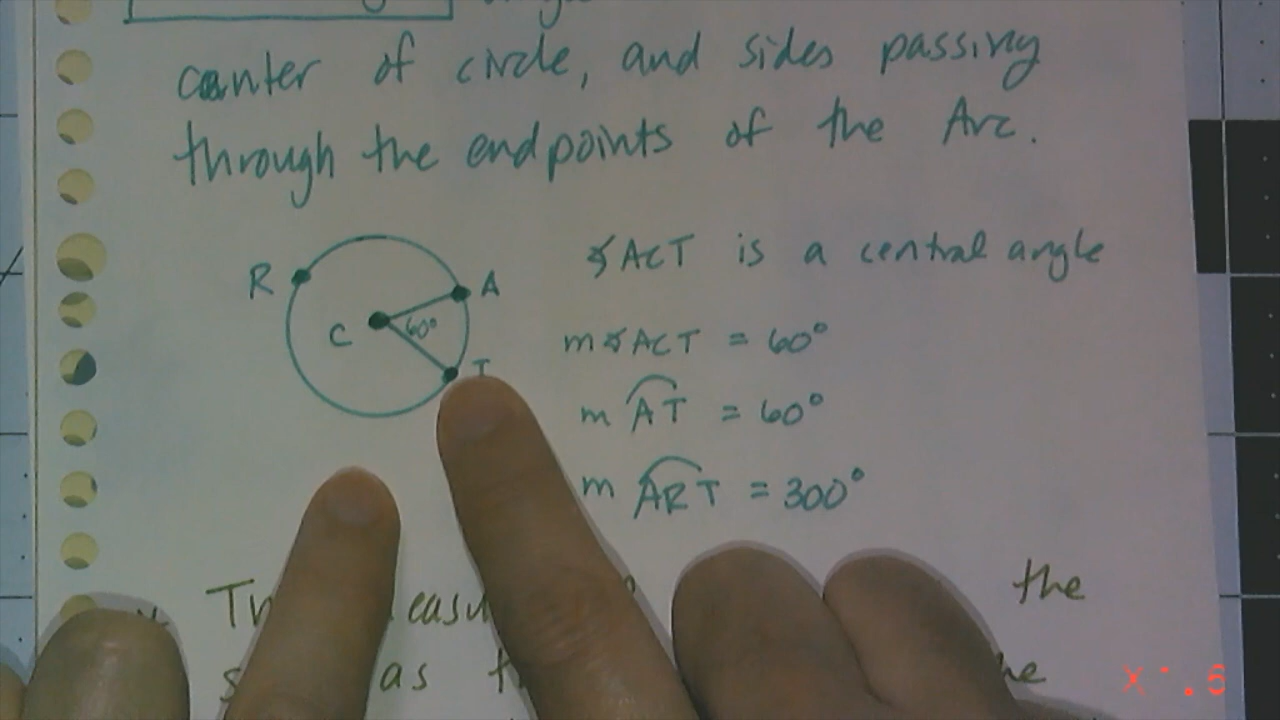 center of circle, and sides passing
through the endpoints of the Arc.
R
A
C
60°
T
∡ACT is a central angle
m∡ACT = 60°
m AT = 60°
m ART = 300°
the
as